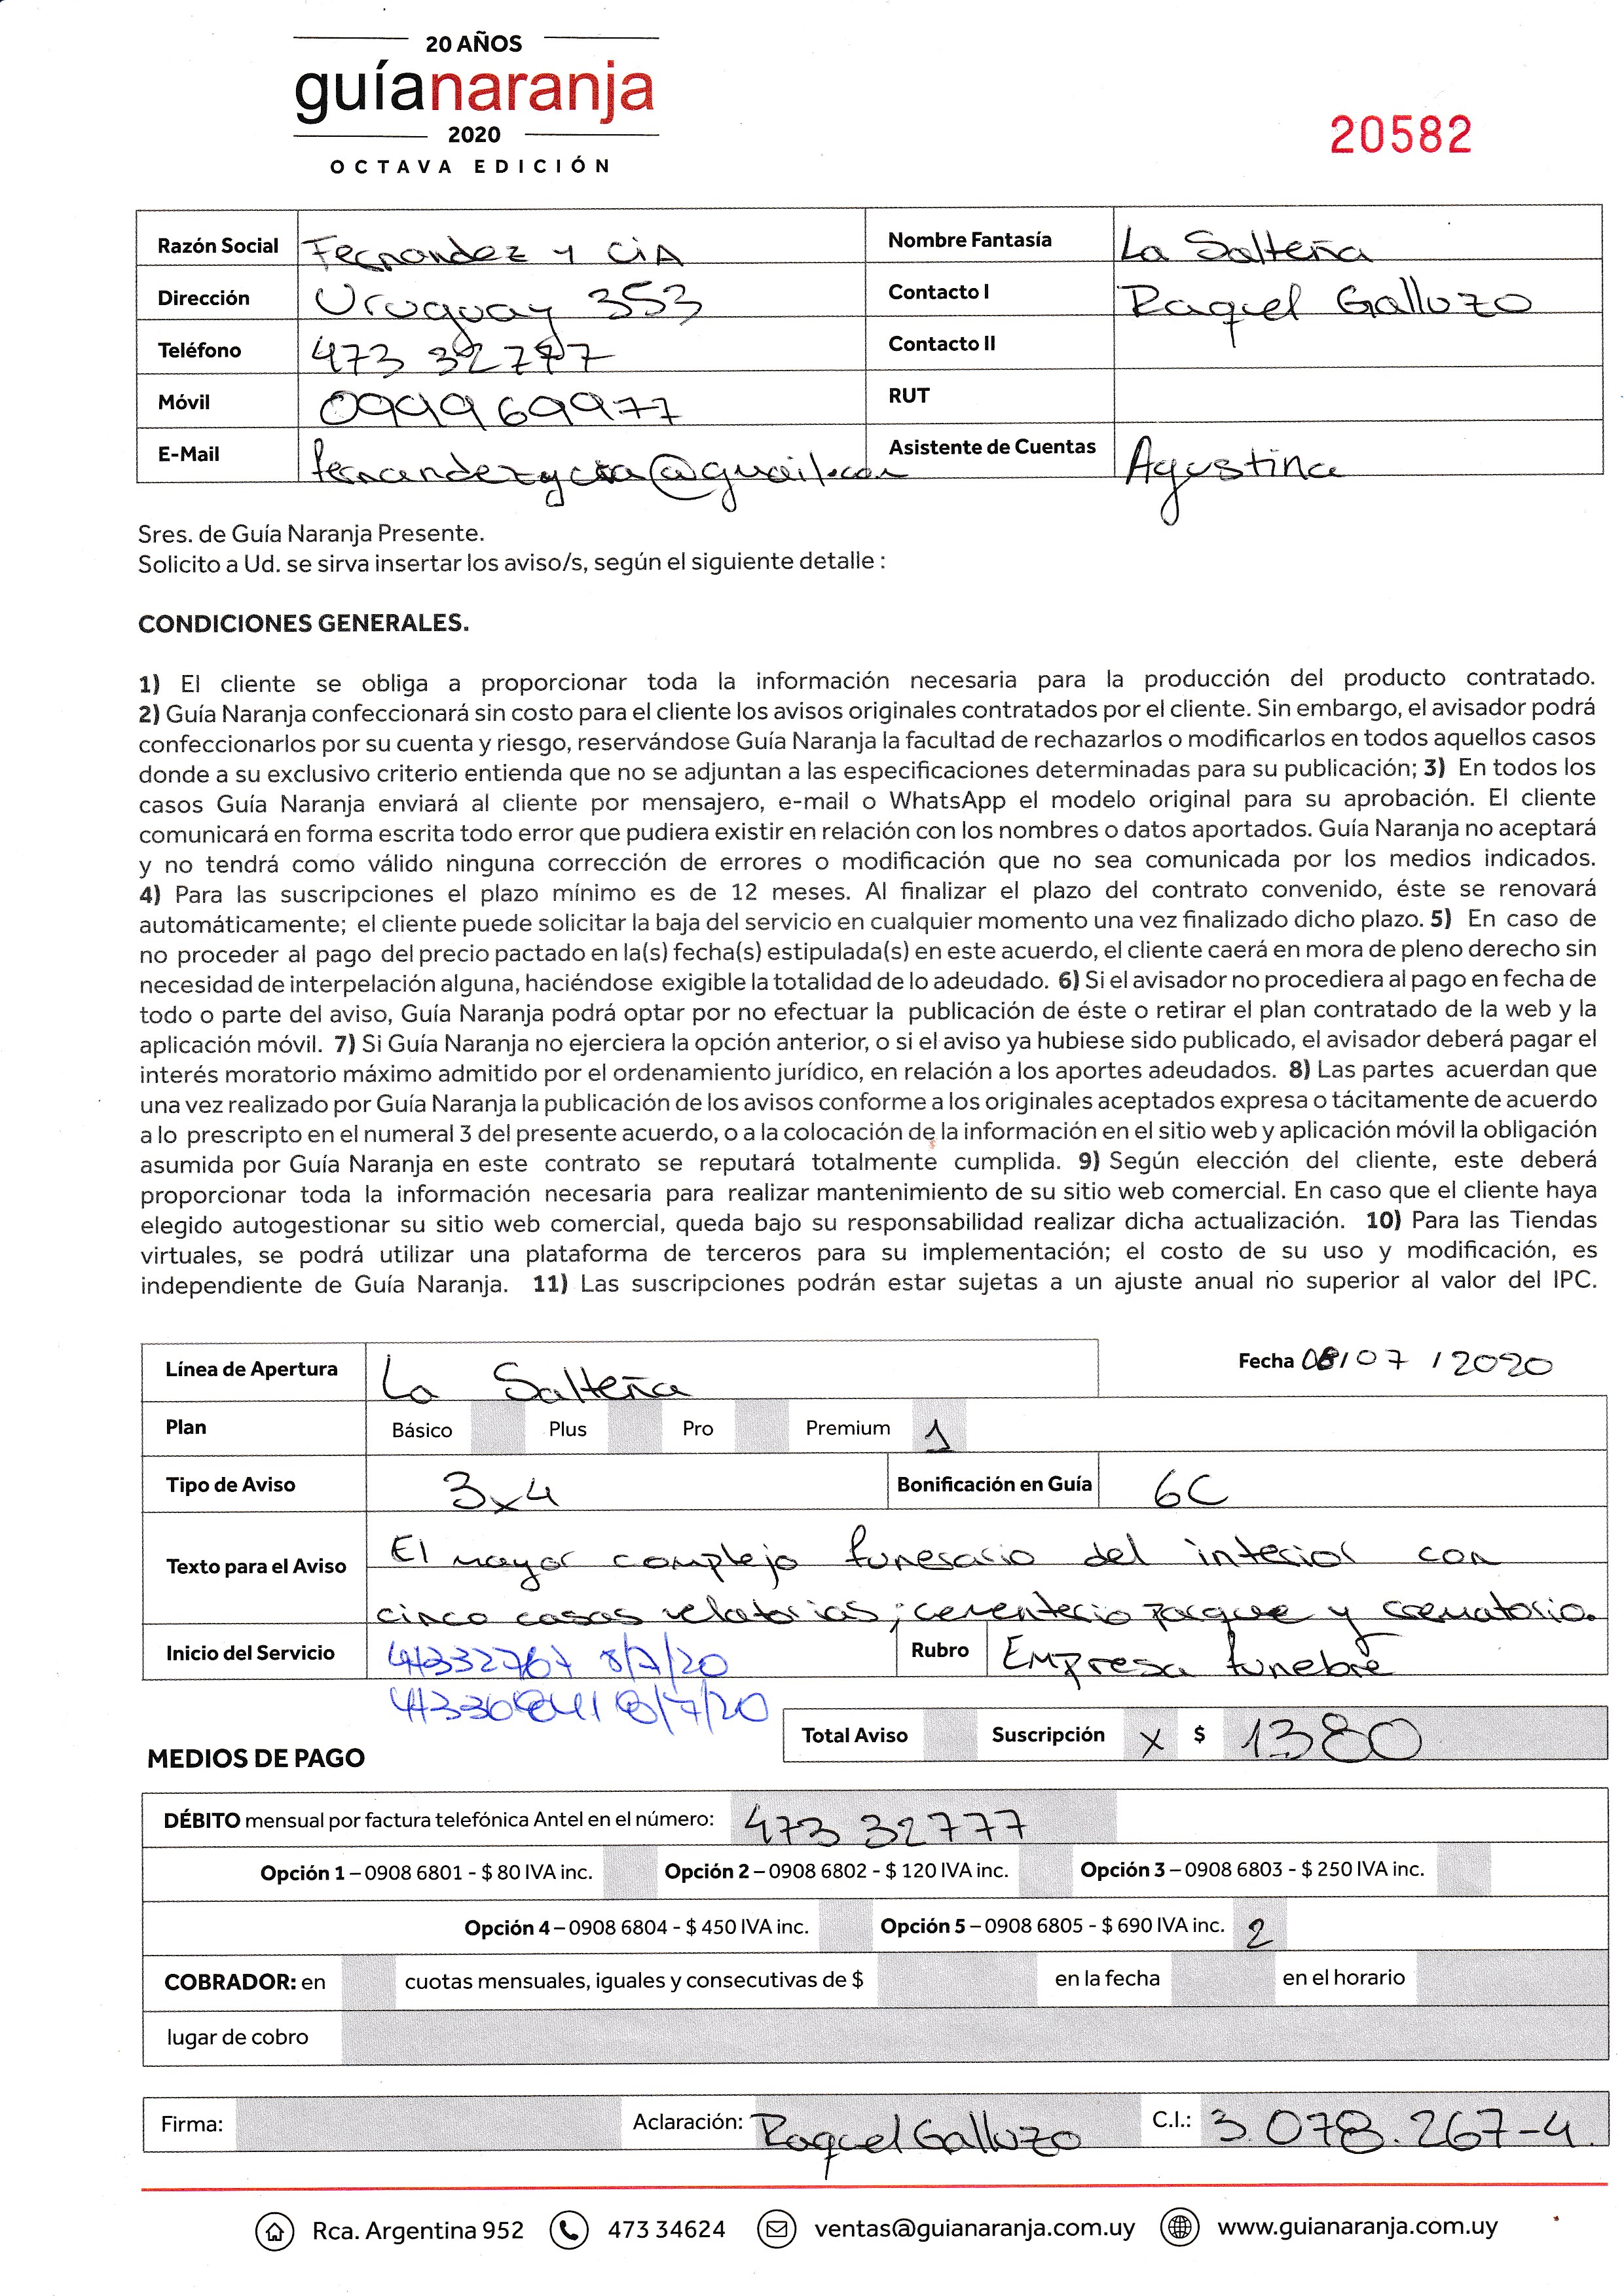 20 AÑOS
guíanaranja
2020
OCTAVA EDICIÓN
20582
Razón Social Fernandez y CiA Nombre Fantasía La Salteña
Dirección Uruguay 353 Contacto I Raquel Galluzo
Teléfono 473 32777 Contacto II
Móvil 099969977 RUT
E-Mail Asistente de Cuentas Agustina
Sres. de Guía Naranja Presente.
Solicito a Ud. se sirva insertar los aviso/s, según el siguiente detalle :
CONDICIONES GENERALES.
1) El cliente se obliga a proporcionar toda la información necesaria para la producción del producto contratado.
2) Guía Naranja confeccionará sin costo para el cliente los avisos originales contratados por el cliente. Sin embargo, el avisador podrá
confeccionarlos por su cuenta y riesgo, reservándose Guía Naranja la facultad de rechazarlos o modificarlos en todos aquellos casos
donde a su exclusivo criterio entienda que no se adjuntan a las especificaciones determinadas para su publicación; 3) En todos los
casos Guía Naranja enviará al cliente por mensajero, e-mail o WhatsApp el modelo original para su aprobación. El cliente
comunicará en forma escrita todo error que pudiera existir en relación con los nombres o datos aportados. Guía Naranja no aceptará
y no tendrá como válido ninguna corrección de errores o modificación que no sea comunicada por los medios indicados.
4) Para las suscripciones el plazo mínimo es de 12 meses. Al finalizar el plazo del contrato convenido, éste se renovará
automáticamente; el cliente puede solicitar la baja del servicio en cualquier momento una vez finalizado dicho plazo. 5) En caso de
no proceder al pago del precio pactado en la(s) fecha(s) estipulada(s) en este acuerdo, el cliente caerá en mora de pleno derecho sin
necesidad de interpelación alguna, haciéndose exigible la totalidad de lo adeudado. 6) Si el avisador no procediera al pago en fecha de
todo o parte del aviso, Guía Naranja podrá optar por no efectuar la publicación de éste o retirar el plan contratado de la web y la
aplicación móvil. 7) Si Guía Naranja no ejerciera la opción anterior, o si el aviso ya hubiese sido publicado, el avisador deberá pagar el
interés moratorio máximo admitido por el ordenamiento jurídico, en relación a los aportes adeudados. 8) Las partes acuerdan que
una vez realizado por Guía Naranja la publicación de los avisos conforme a los originales aceptados expresa o tácitamente de acuerdo
a lo prescripto en el numeral 3 del presente acuerdo, o a la colocación de la información en el sitio web y aplicación móvil la obligación
asumida por Guía Naranja en este contrato se reputará totalmente cumplida. 9) Según elección del cliente, este deberá
proporcionar toda la información necesaria para realizar mantenimiento de su sitio web comercial. En caso que el cliente haya
elegido autogestionar su sitio web comercial, queda bajo su responsabilidad realizar dicha actualización. 10) Para las Tiendas
virtuales, se podrá utilizar una plataforma de terceros para su implementación; el costo de su uso y modificación, es
independiente de Guía Naranja. 11) Las suscripciones podrán estar sujetas a un ajuste anual no superior al valor del IPC.
Línea de Apertura La Salteña Fecha 08/07/2020
Plan Básico Plus Pro Premium 1
Tipo de Aviso 3x4 Bonificación en Guía 6C
Texto para el Aviso El mayor complejo funerario del interior con
cinco casas velatorias, cementerio parque y crematorio.
Inicio del Servicio 8/7/20 Rubro Empresa funebre
8/7/20
Total Aviso Suscripción x $ 1380
MEDIOS DE PAGO
DÉBITO mensual por factura telefónica Antel en el número: 473 32777
Opción 1 – 0908 6801 - $ 80 IVA inc. Opción 2 – 0908 6802 - $ 120 IVA inc. Opción 3 – 0908 6803 - $ 250 IVA inc.
Opción 4 – 0908 6804 - $ 450 IVA inc. Opción 5 – 0908 6805 - $ 690 IVA inc. 2
COBRADOR: en cuotas mensuales, iguales y consecutivas de $ en la fecha en el horario
lugar de cobro
Firma: Aclaración: Raquel Galluzo C.I.: 3.078.267-4.
Rca. Argentina 952 473 34624 ventas@guianaranja.com.uy www.guianaranja.com.uy